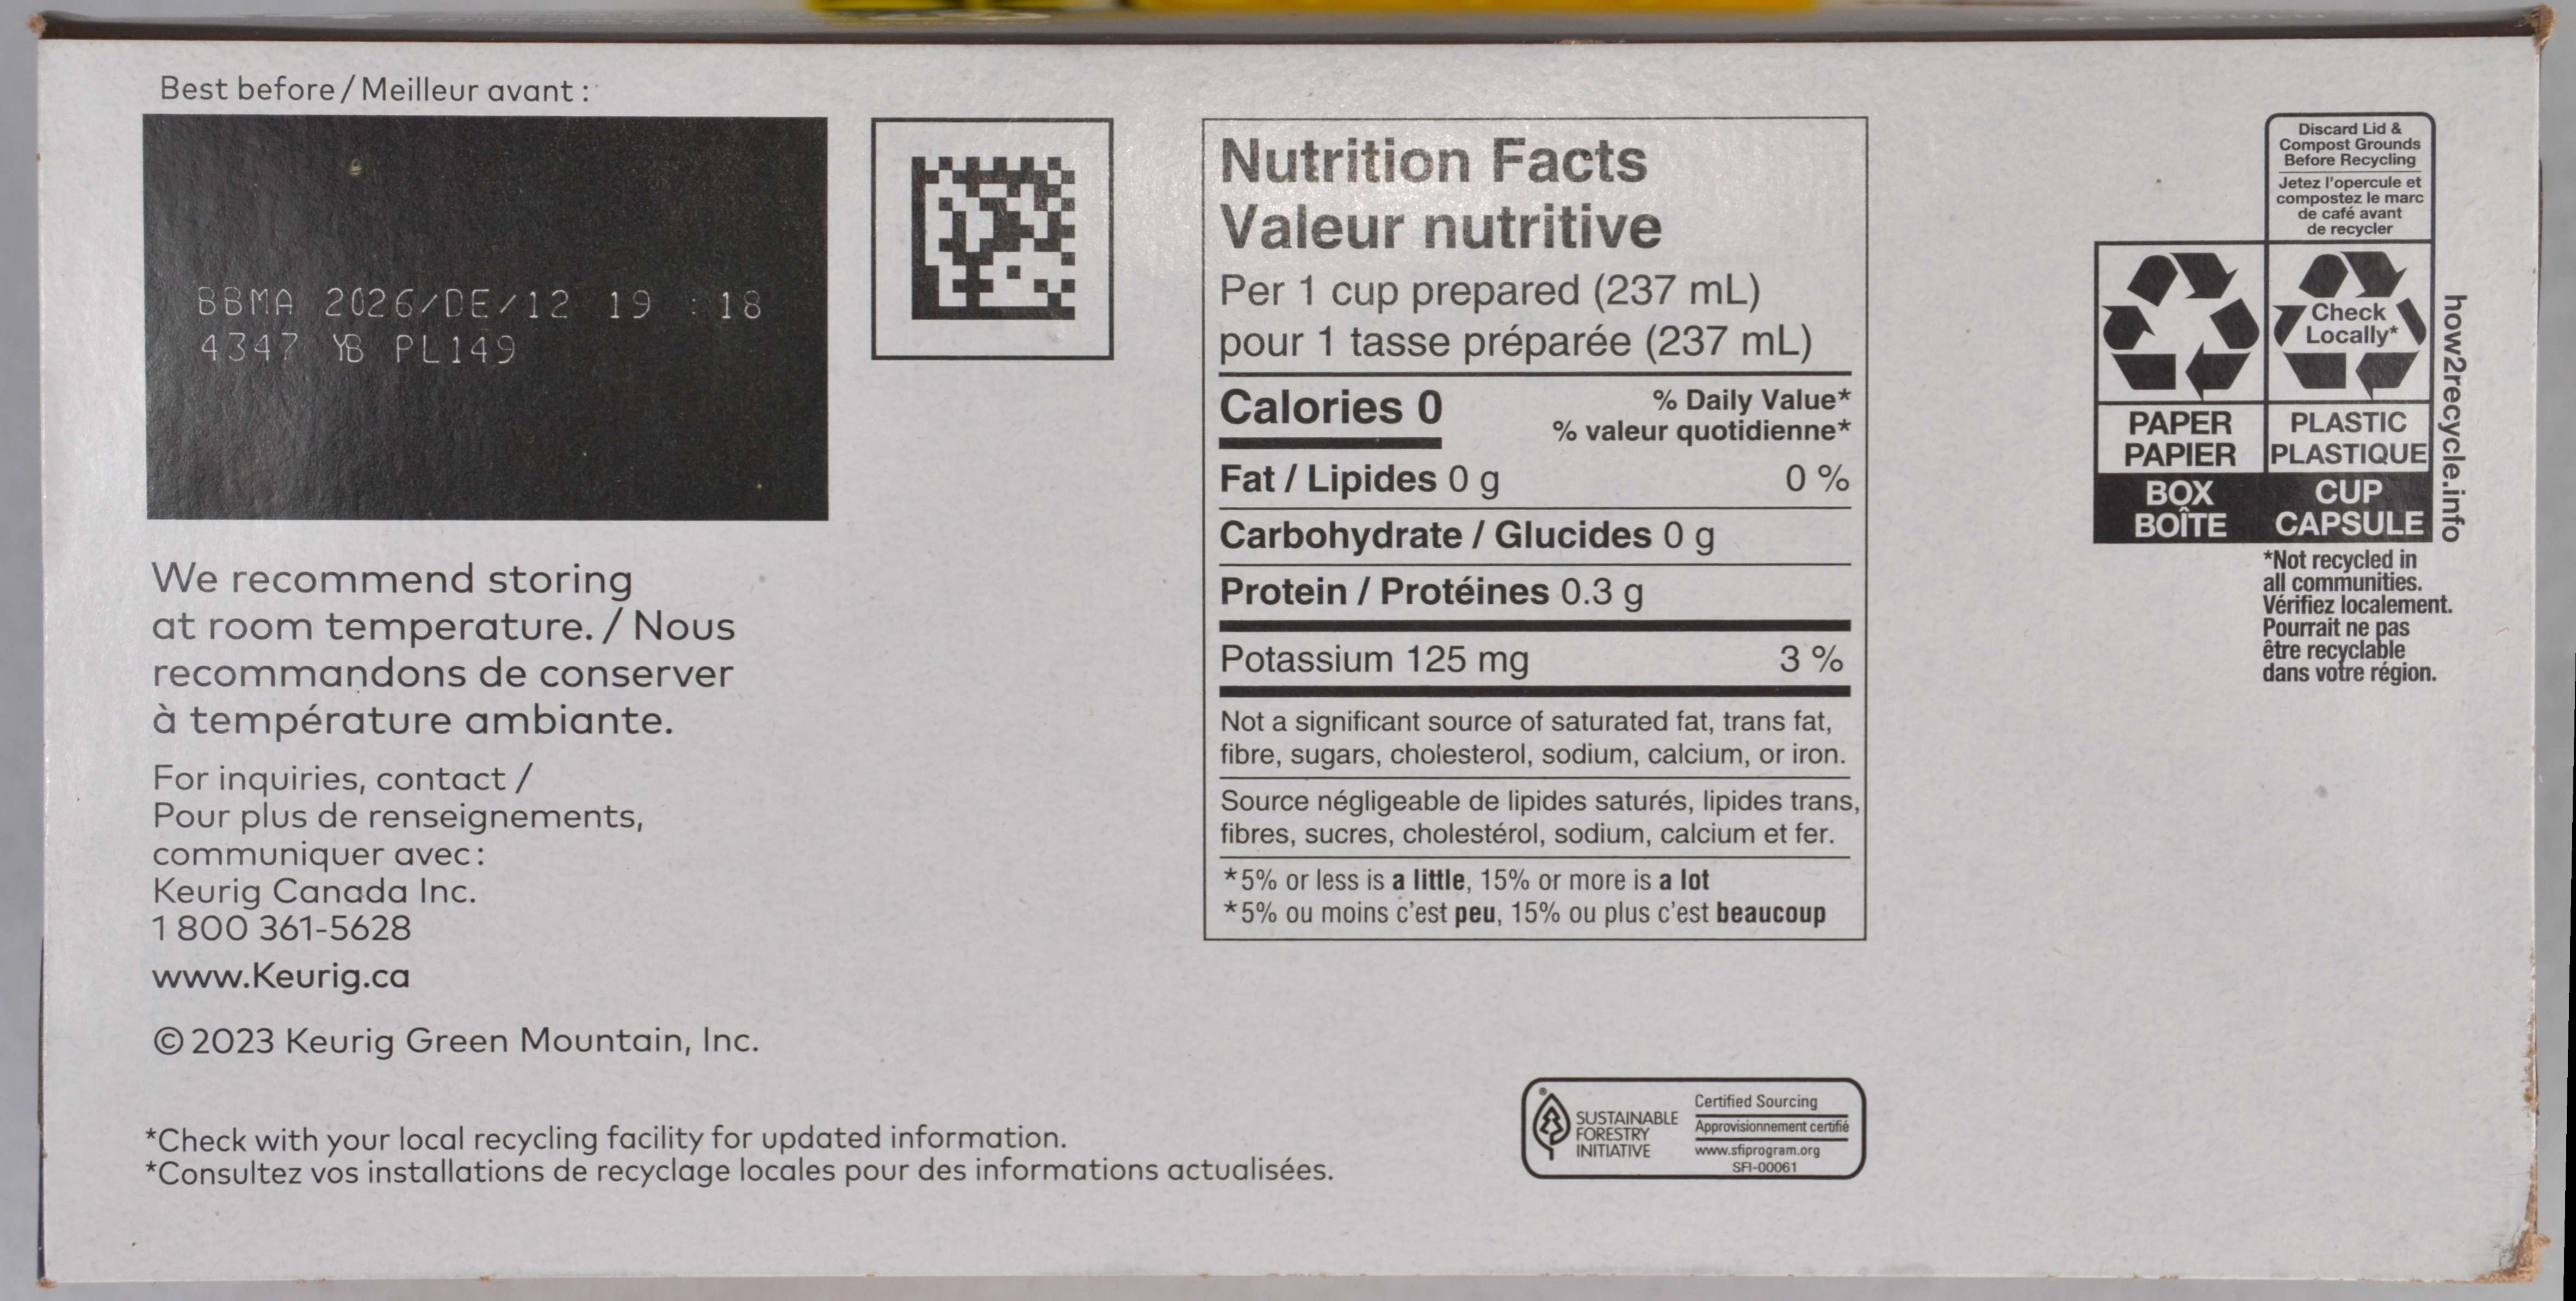 Best before / Meilleur avant :
BBMA 2026/DE/12 19 : 18
4347 YB PL149
We recommend storing
at room temperature. / Nous
recommandons de conserver
à température ambiante.
For inquiries, contact /
Pour plus de renseignements,
communiquer avec :
Keurig Canada Inc.
1 800 361-5628
www.Keurig.ca
© 2023 Keurig Green Mountain, Inc.
*Check with your local recycling facility for updated information.
*Consultez vos installations de recyclage locales pour des informations actualisées.
Nutrition Facts
Valeur nutritive
Per 1 cup prepared (237 mL)
pour 1 tasse préparée (237 mL)
Calories 0
% Daily Value*
% valeur quotidienne*
Fat / Lipides 0 g 0 %
Carbohydrate / Glucides 0 g
Protein / Protéines 0.3 g
Potassium 125 mg 3 %
Not a significant source of saturated fat, trans fat,
fibre, sugars, cholesterol, sodium, calcium, or iron.
Source négligeable de lipides saturés, lipides trans,
fibres, sucres, cholestérol, sodium, calcium et fer.
*5% or less is a little, 15% or more is a lot
*5% ou moins c'est peu, 15% ou plus c'est beaucoup
SUSTAINABLE
FORESTRY
INITIATIVE
Certified Sourcing
Approvisionnement certifié
www.sfiprogram.org
SFI-00061
Discard Lid &
Compost Grounds
Before Recycling
Jetez l'opercule et
compostez le marc
de café avant
de recycler
Check
Locally*
PAPER
PAPIER
BOX
BOÎTE
PLASTIC
PLASTIQUE
CUP
CAPSULE
how2recycle.info
*Not recycled in
all communities.
Vérifiez localement.
Pourrait ne pas
être recyclable
dans votre région.